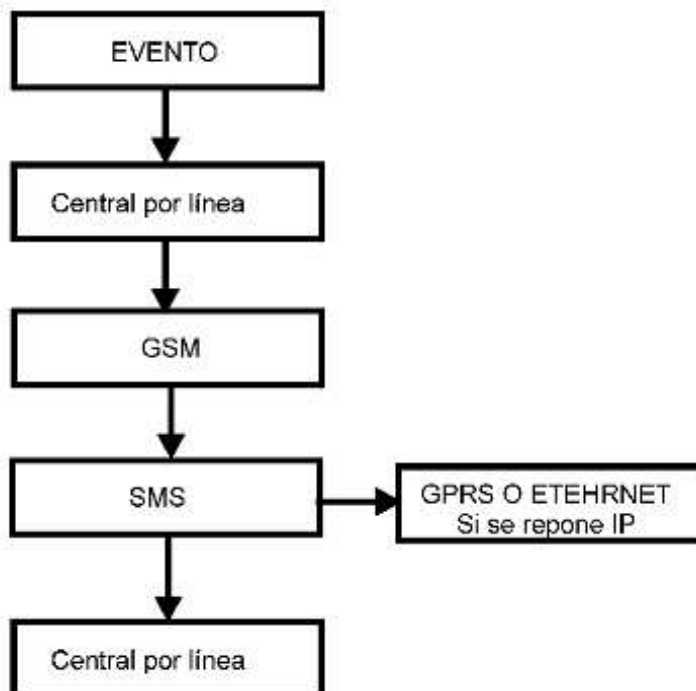 EVENTO
Central por línea
GSM
SMS
GPRS O ETEHRNET
Si se repone IP
Central por línea